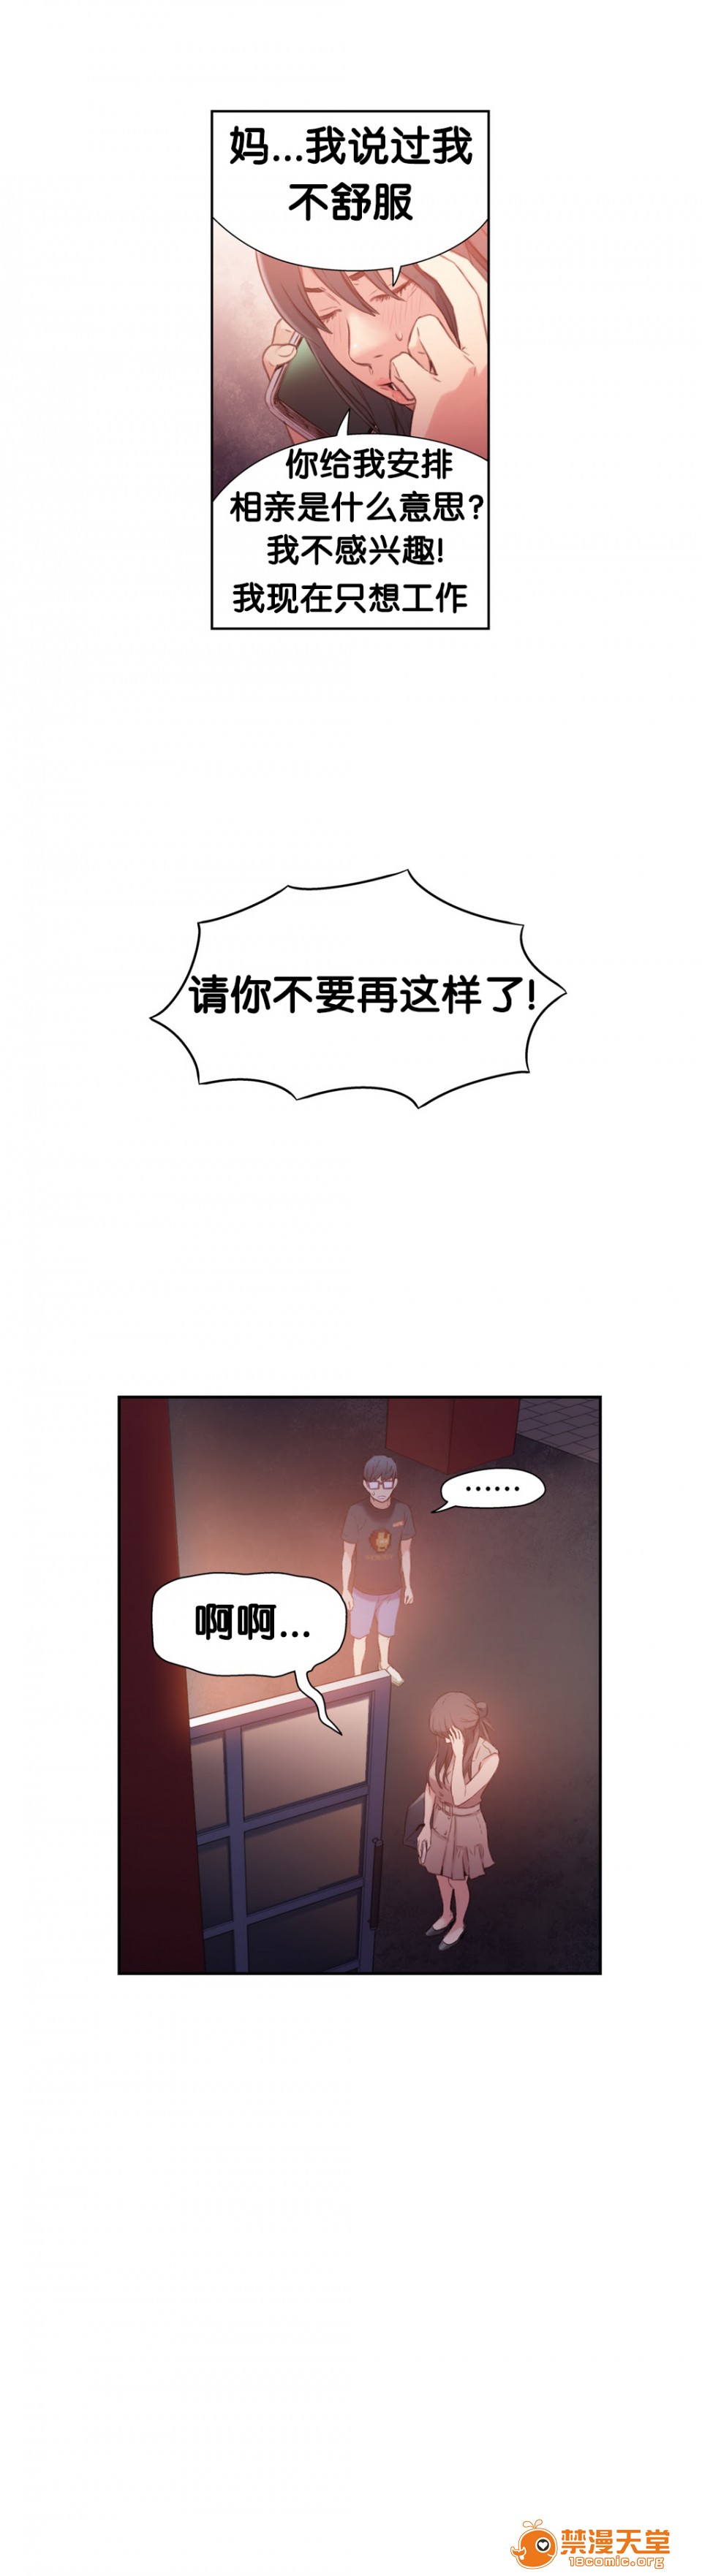 妈...我说过我
不舒服
你给我安排
相亲是什么意思?
我不感兴趣!
我现在只想工作
请你不要再这样了!
......
啊啊...
禁漫天堂
18comic.org